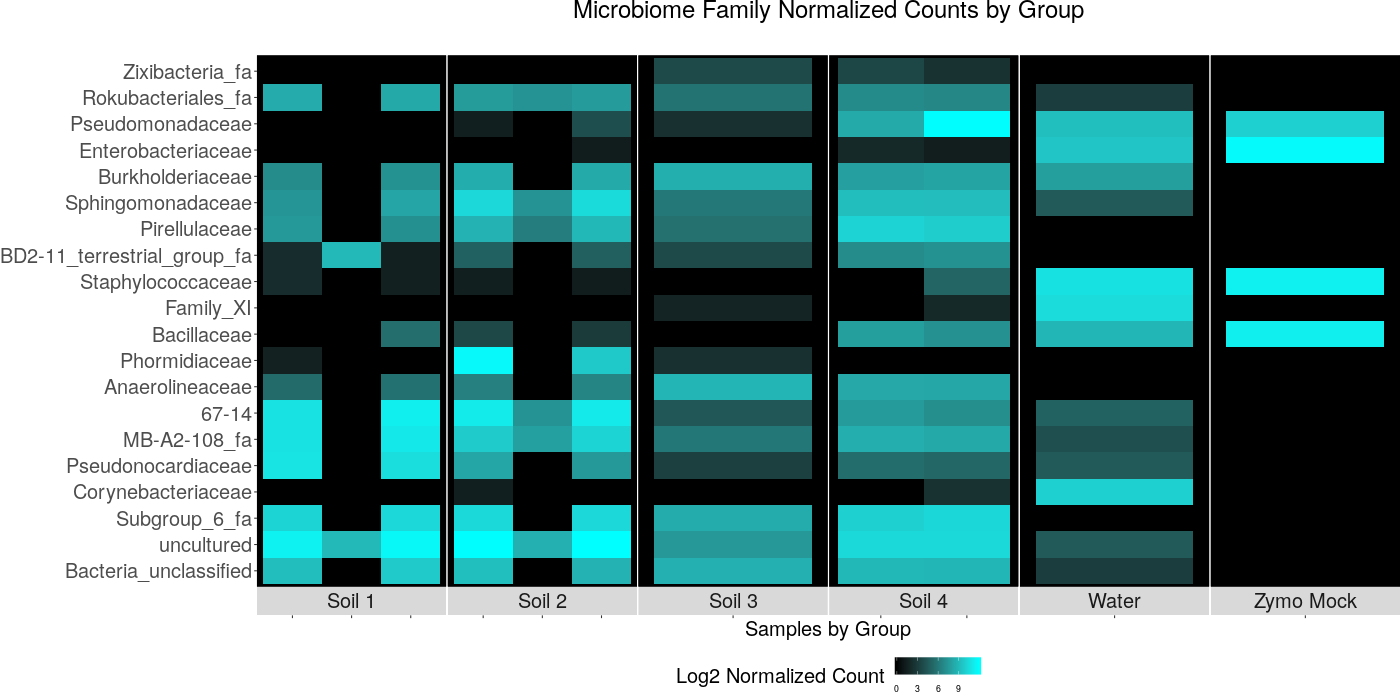 Microbiome Family Normalized Counts by Group
Zixibacteria_fa
Rokubacteriales_fa
Pseudomonadaceae
Enterobacteriaceae
Burkholderiaceae
Sphingomonadaceae
Pirellulaceae
BD2-11_terrestrial_group_fa
Staphylococcaceae
Family_XI
Bacillaceae
Phormidiaceae
Anaerolineaceae
67-14
MB-A2-108_fa
Pseudonocardiaceae
Corynebacteriaceae
Subgroup_6_fa
uncultured
Bacteria_unclassified
Soil 1 Soil 2 Soil 3 Soil 4 Water Zymo Mock
Samples by Group
Log2 Normalized Count
0 3 6 9